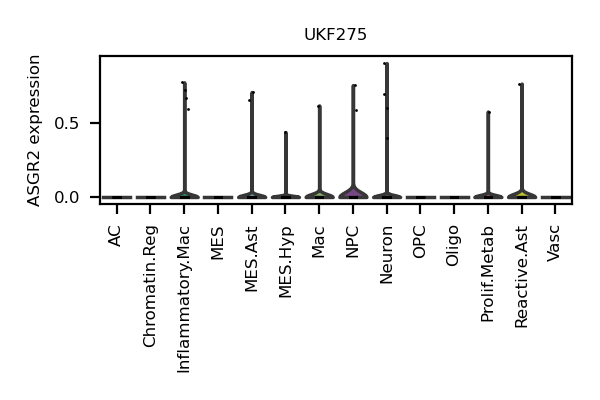 UKF275
ASGR2 expression
0.5
0.0
AC
Chromatin.Reg
Inflammatory.Mac
MES
MES.Ast
MES.Hyp
Mac
NPC
Neuron
OPC
Oligo
Prolif.Metab
Reactive.Ast
Vasc